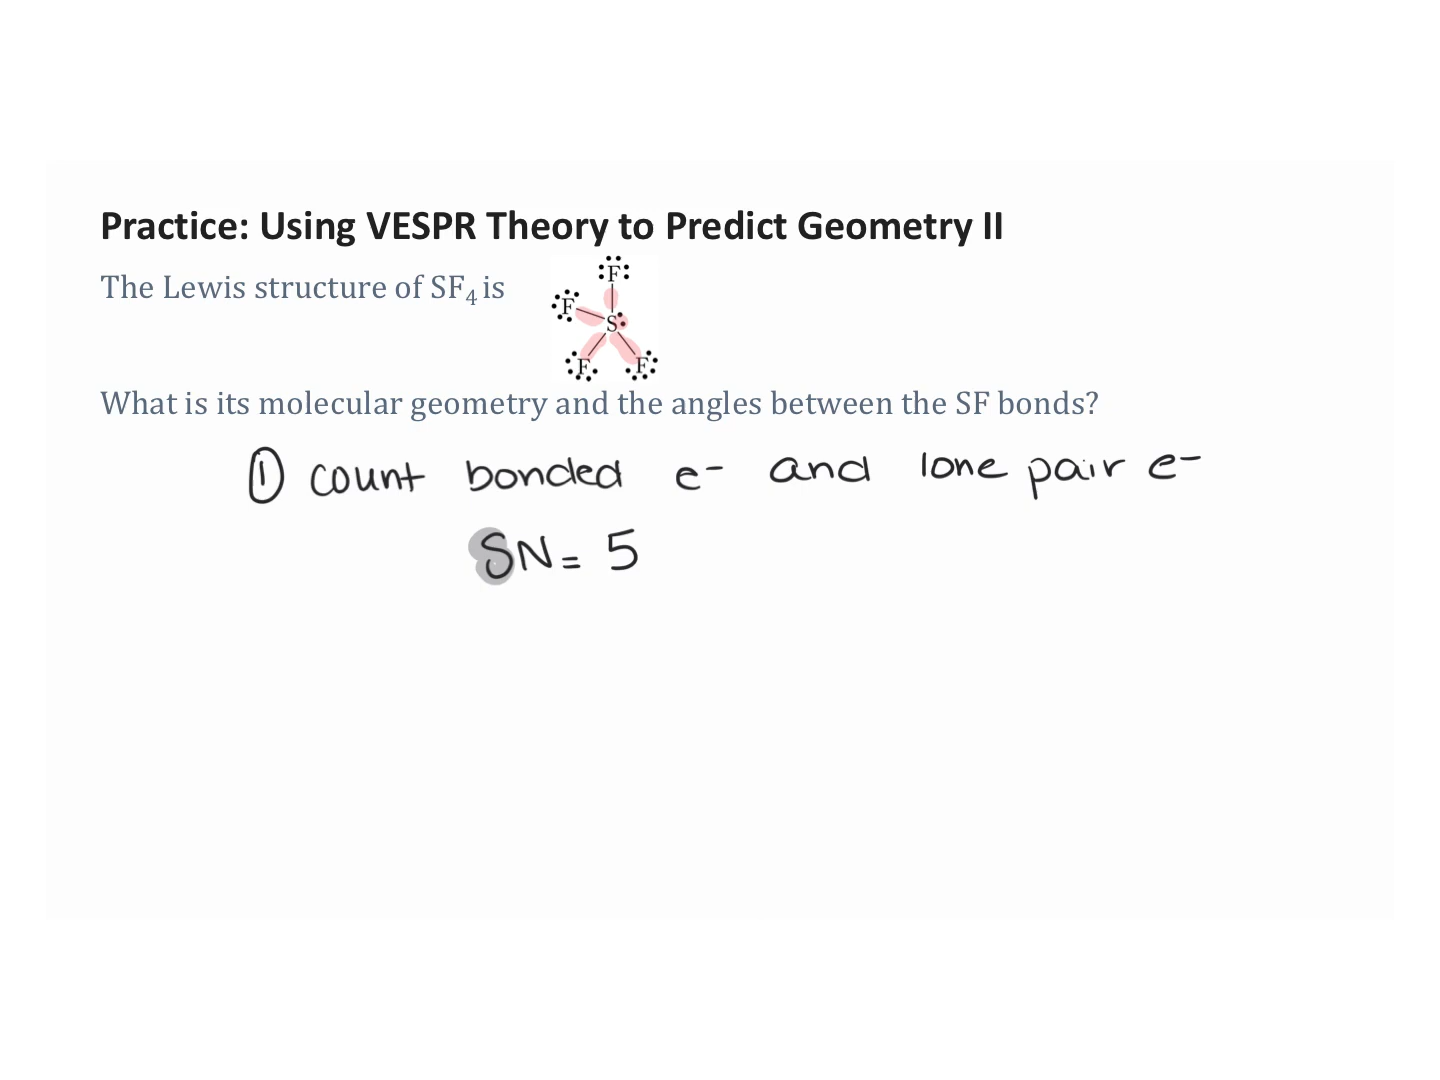 Practice: Using VESPR Theory to Predict Geometry II
The Lewis structure of SF₄ is
F
F
S
F
F
What is its molecular geometry and the angles between the SF bonds?
① count bonded e⁻ and lone pair e⁻
SN = 5